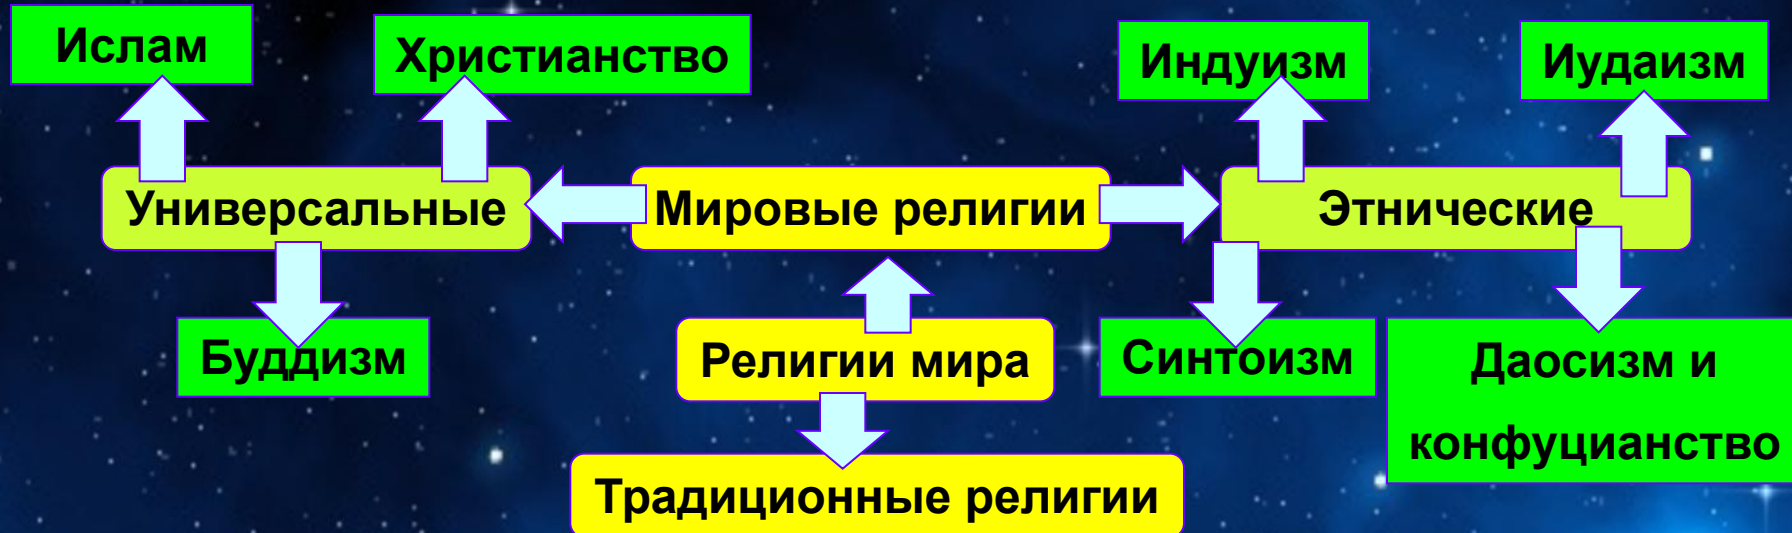 Ислам
Христианство
Индуизм
Иудаизм
Универсальные
Мировые религии
Этнические
Буддизм
Религии мира
Синтоизм
Даосизм и
конфуцианство
Традиционные религии